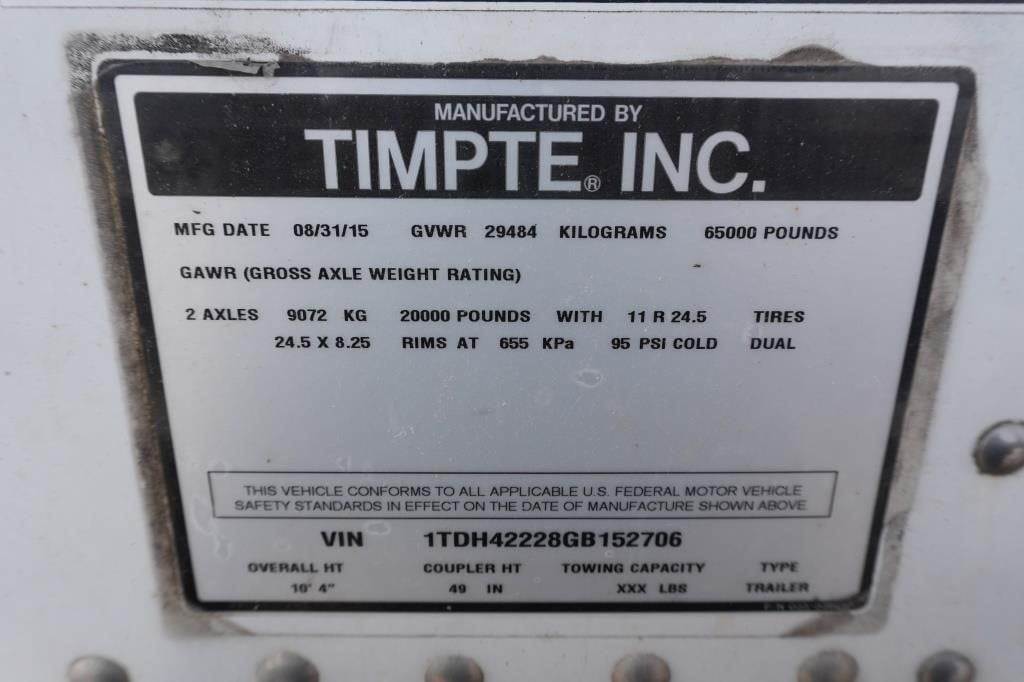 MANUFACTURED BY
TIMPTE® INC.
MFG DATE 08/31/15 GVWR 29484 KILOGRAMS 65000 POUNDS
GAWR (GROSS AXLE WEIGHT RATING)
2 AXLES 9072 KG 20000 POUNDS WITH 11 R 24.5 TIRES
24.5 X 8.25 RIMS AT 655 KPa 95 PSI COLD DUAL
THIS VEHICLE CONFORMS TO ALL APPLICABLE U.S. FEDERAL MOTOR VEHICLE
SAFETY STANDARDS IN EFFECT ON THE DATE OF MANUFACTURE SHOWN ABOVE
VIN 1TDH42228GB152706
OVERALL HT COUPLER HT TOWING CAPACITY TYPE
10' 4" 49 IN XXX LBS TRAILER